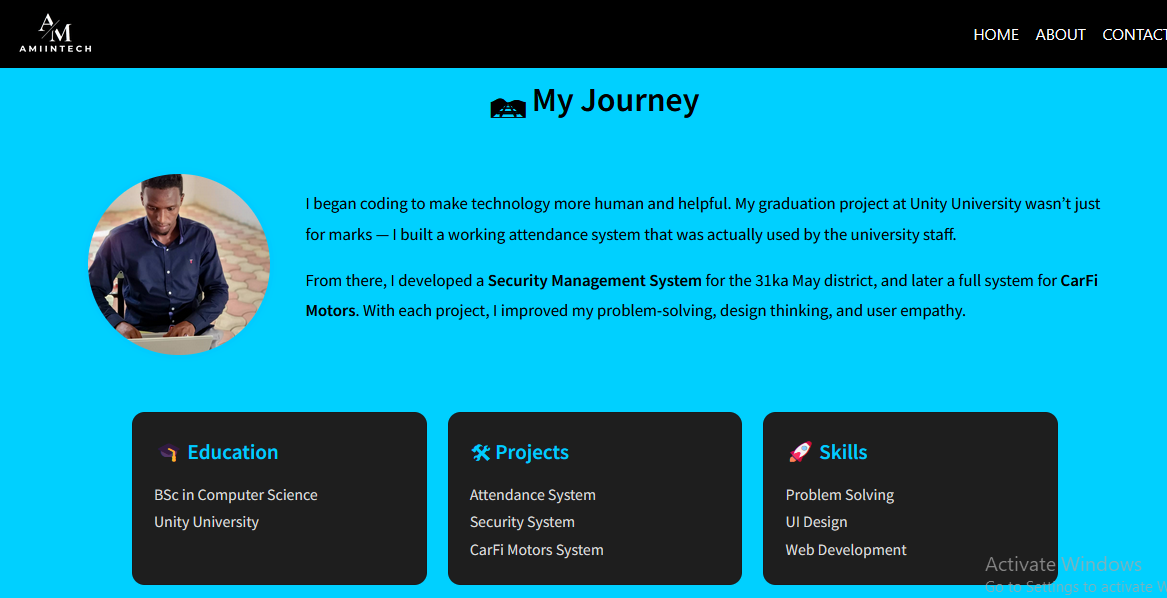 AM
AMIINTECH
HOME ABOUT CONTACT
My Journey
I began coding to make technology more human and helpful. My graduation project at Unity University wasn’t just
for marks — I built a working attendance system that was actually used by the university staff.
From there, I developed a Security Management System for the 31ka May district, and later a full system for CarFi
Motors. With each project, I improved my problem-solving, design thinking, and user empathy.
Education
BSc in Computer Science
Unity University
Projects
Attendance System
Security System
CarFi Motors System
Skills
Problem Solving
UI Design
Web Development
Activate Windows
Go to Settings to activate W